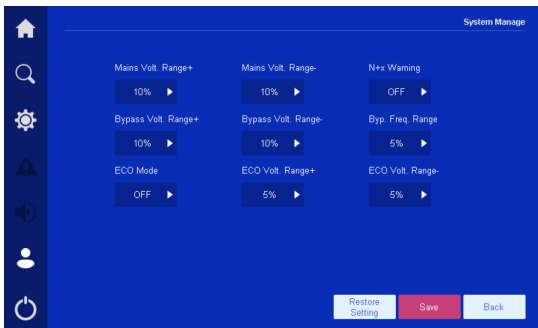 System Manage
Mains Volt. Range+ Mains Volt. Range- N+x Warning
10% 10% OFF
Bypass Volt. Range+ Bypass Volt. Range- Byp. Freq. Range
10% 10% 5%
ECO Mode ECO Volt. Range+ ECO Volt. Range-
OFF 5% 5%
Restore
Setting Save Back